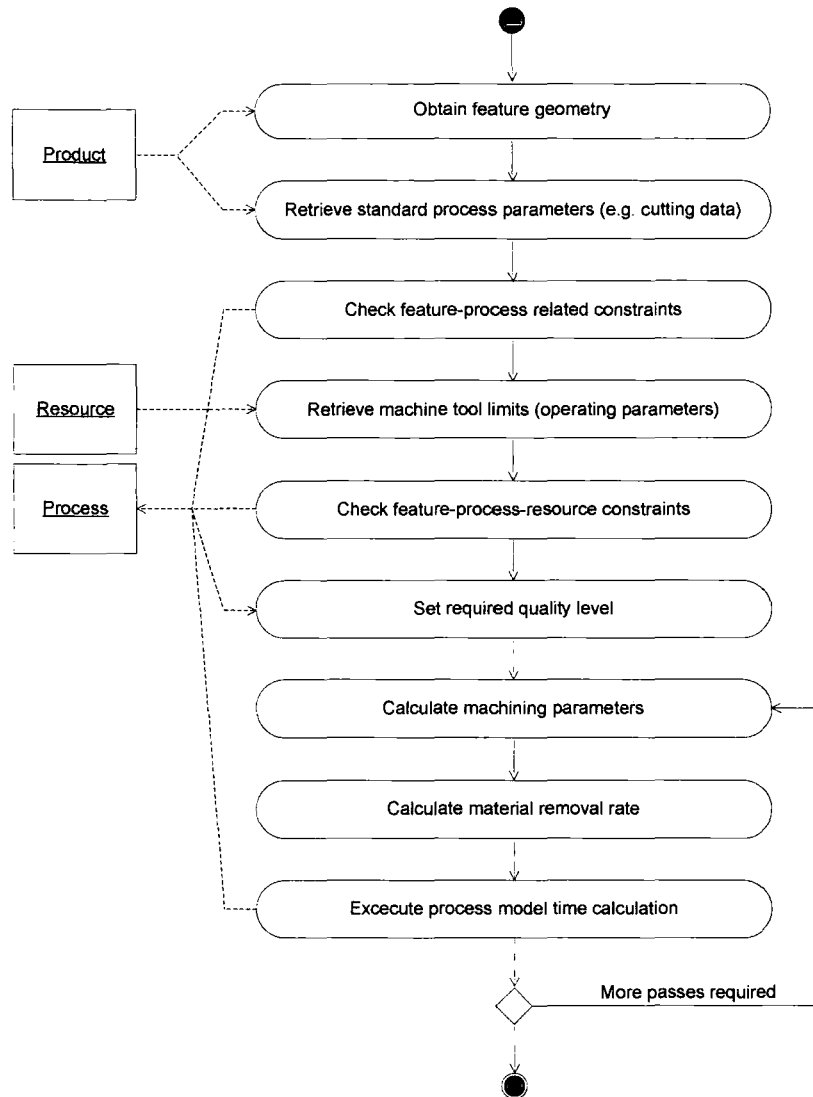 Obtain feature geometry
Product
Retrieve standard process parameters (e.g. cutting data)
Check feature-process related constraints
Resource
Retrieve machine tool limits (operating parameters)
Process
Check feature-process-resource constraints
Set required quality level
Calculate machining parameters
Calculate material removal rate
Excecute process model time calculation
More passes required